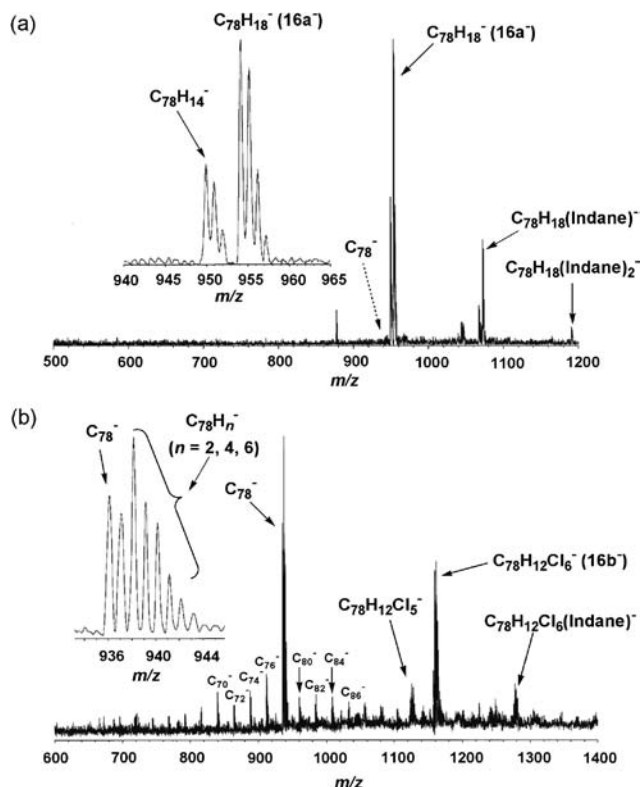 (a)
C₇₈H₁₈⁻ (16a⁻)
C₇₈H₁₈⁻ (16a⁻)
C₇₈H₁₄⁻
C₇₈H₁₈(Indane)⁻
C₇₈⁻
C₇₈H₁₈(Indane)₂⁻
940 945 950 955 960 965
m/z
500 600 700 800 900 1000 1100 1200
m/z
(b)
C₇₈H
C₇₈⁻
n⁻
(n = 2, 4, 6)
C₇₈⁻
C₇₈H₁₂Cl₆⁻ (16b⁻)
C₇₈H₁₂Cl₅⁻
C₇₈H₁₂Cl₆(Indane)⁻
936 940 944
m/z
C₇₀⁻ C₇₂⁻ C₇₄⁻ C₇₆⁻ C₈₀⁻ C₈₂⁻ C₈₄⁻ C₈₆⁻
600 700 800 900 1000 1100 1200 1300 1400
m/z